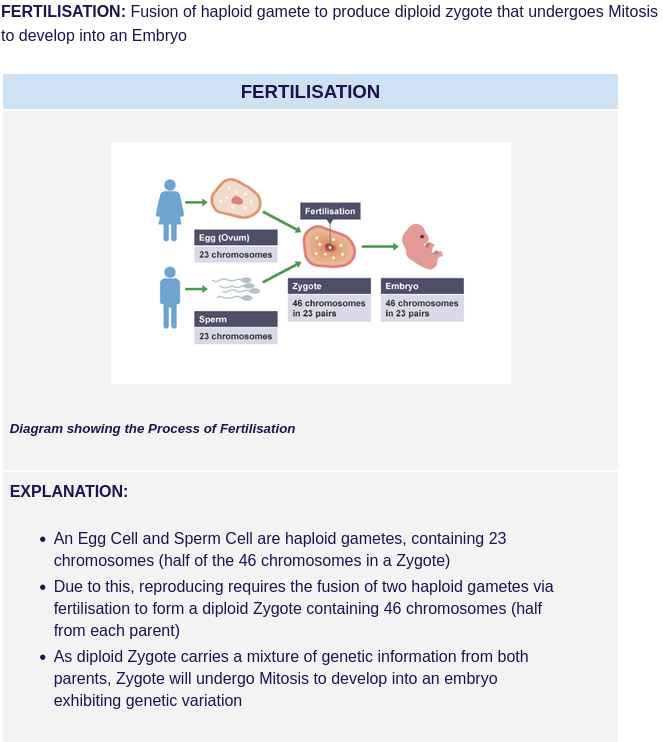 FERTILISATION: Fusion of haploid gamete to produce diploid zygote that undergoes Mitosis
to develop into an Embryo
FERTILISATION
Egg (Ovum)
23 chromosomes
Fertilisation
Sperm
23 chromosomes
Zygote
46 chromosomes
in 23 pairs
Embryo
46 chromosomes
in 23 pairs
Diagram showing the Process of Fertilisation
EXPLANATION:
• An Egg Cell and Sperm Cell are haploid gametes, containing 23
chromosomes (half of the 46 chromosomes in a Zygote)
• Due to this, reproducing requires the fusion of two haploid gametes via
fertilisation to form a diploid Zygote containing 46 chromosomes (half
from each parent)
• As diploid Zygote carries a mixture of genetic information from both
parents, Zygote will undergo Mitosis to develop into an embryo
exhibiting genetic variation